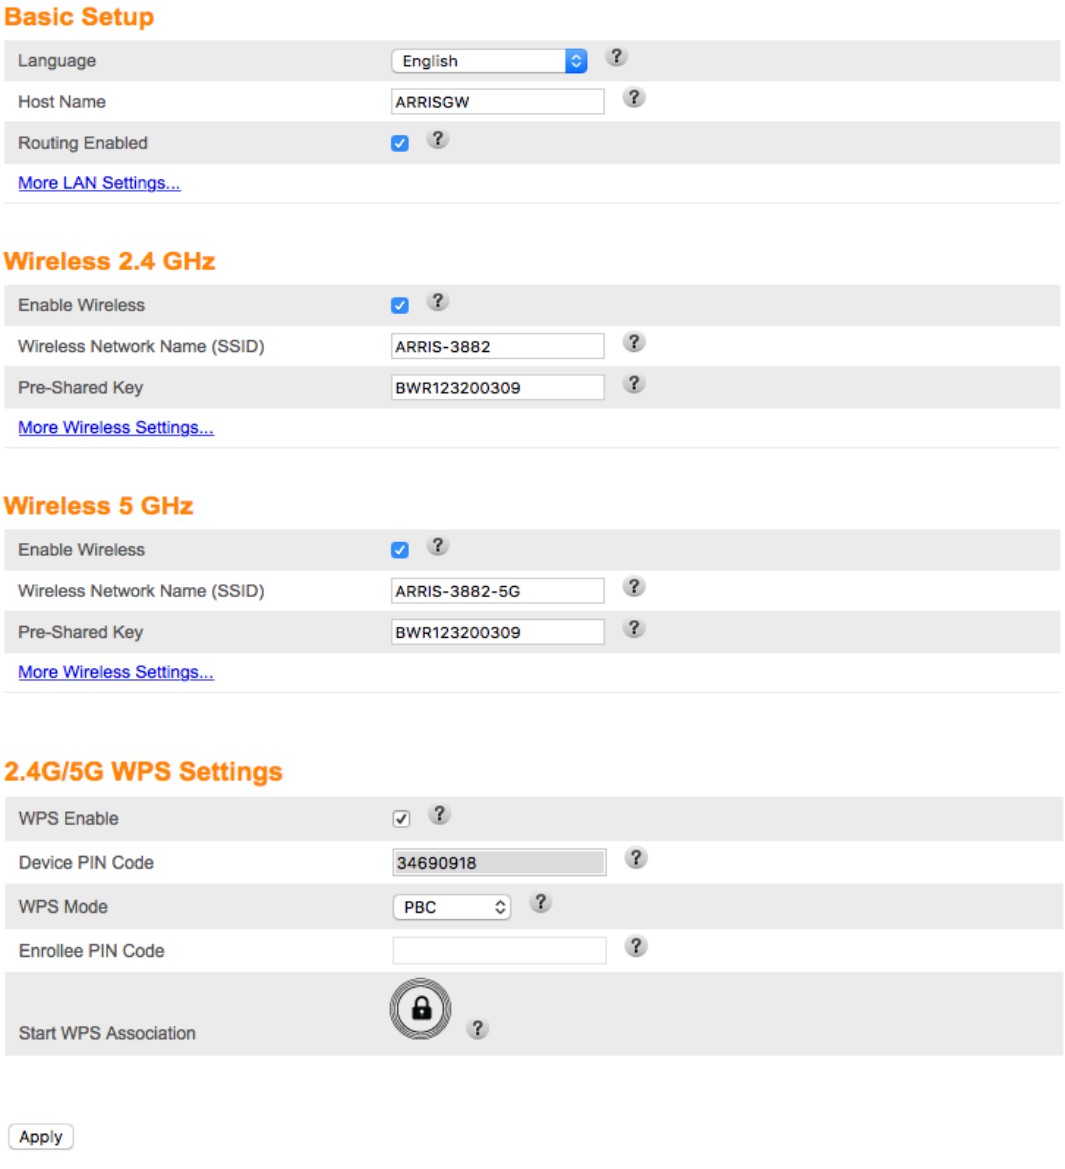 Basic Setup
Language English ?
Host Name ARRISGW ?
Routing Enabled ?
More LAN Settings...
Wireless 2.4 GHz
Enable Wireless ?
Wireless Network Name (SSID) ARRIS-3882 ?
Pre-Shared Key BWR123200309 ?
More Wireless Settings...
Wireless 5 GHz
Enable Wireless ?
Wireless Network Name (SSID) ARRIS-3882-5G ?
Pre-Shared Key BWR123200309 ?
More Wireless Settings...
2.4G/5G WPS Settings
WPS Enable ?
Device PIN Code 34690918 ?
WPS Mode PBC ?
Enrollee PIN Code ?
Start WPS Association ?
Apply